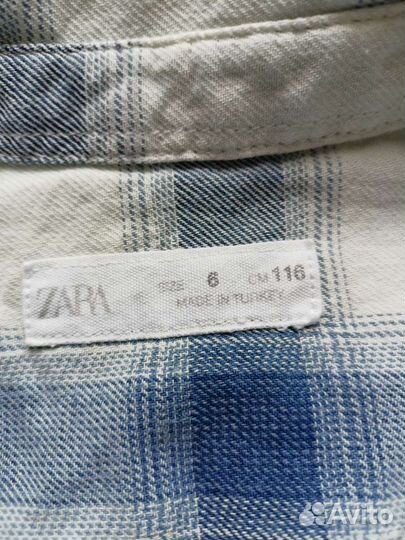 ZARA
SIZE 6 CM 116
MADE IN TURKEY
Avito